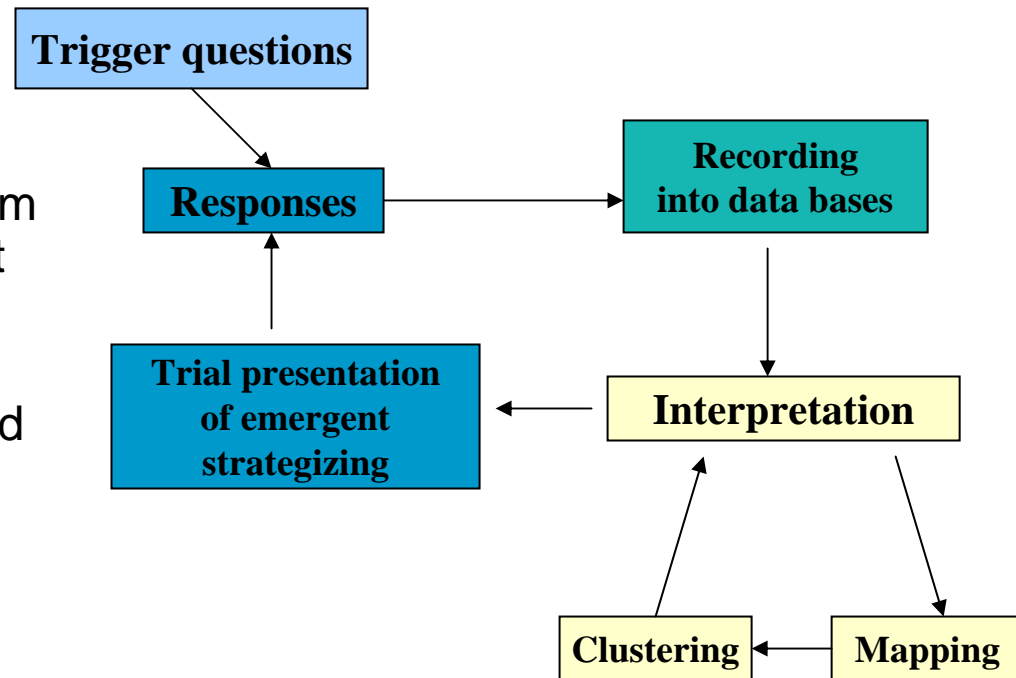 Trigger questions
Recording
into data bases
Responses
m
t
Trial presentation
of emergent
strategizing
Interpretation
d
Clustering
Mapping